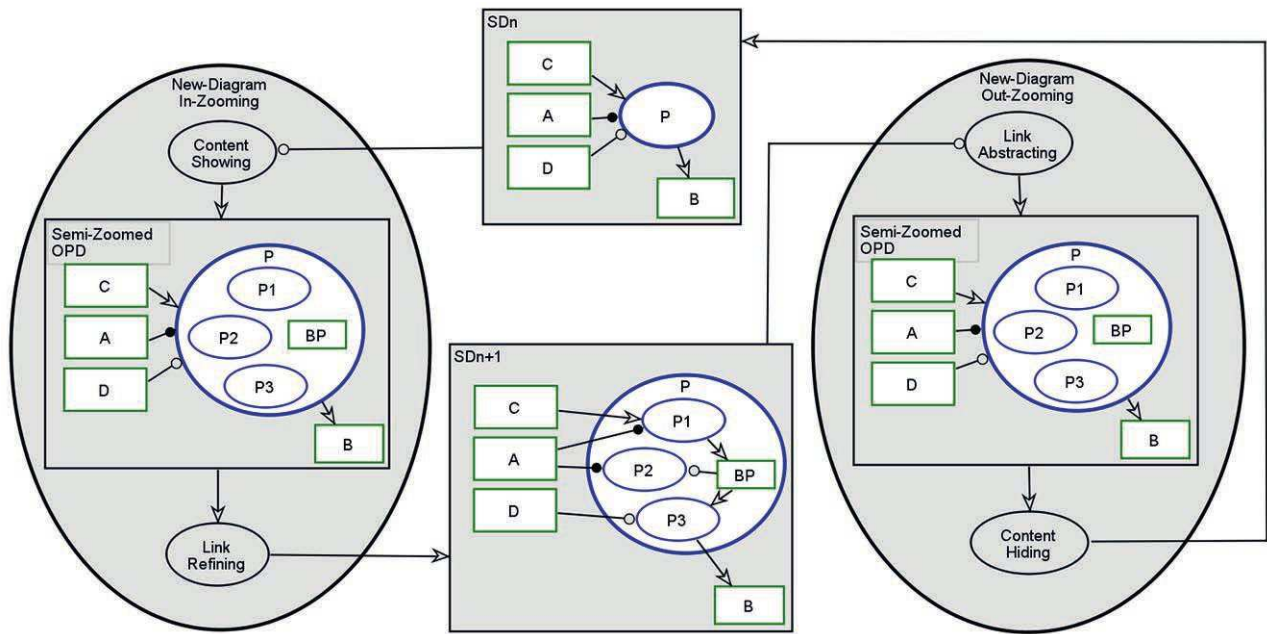 New-Diagram
In-Zooming
Content
Showing
Semi-Zoomed
OPD
P
C
P1
A
P2
BP
D
P3
B
Link
Refining
SDn
C
A
P
D
B
SDn+1
P
C
P1
A
P2
BP
D
P3
B
New-Diagram
Out-Zooming
Link
Abstracting
Semi-Zoomed
OPD
P
C
P1
A
P2
BP
D
P3
B
Content
Hiding